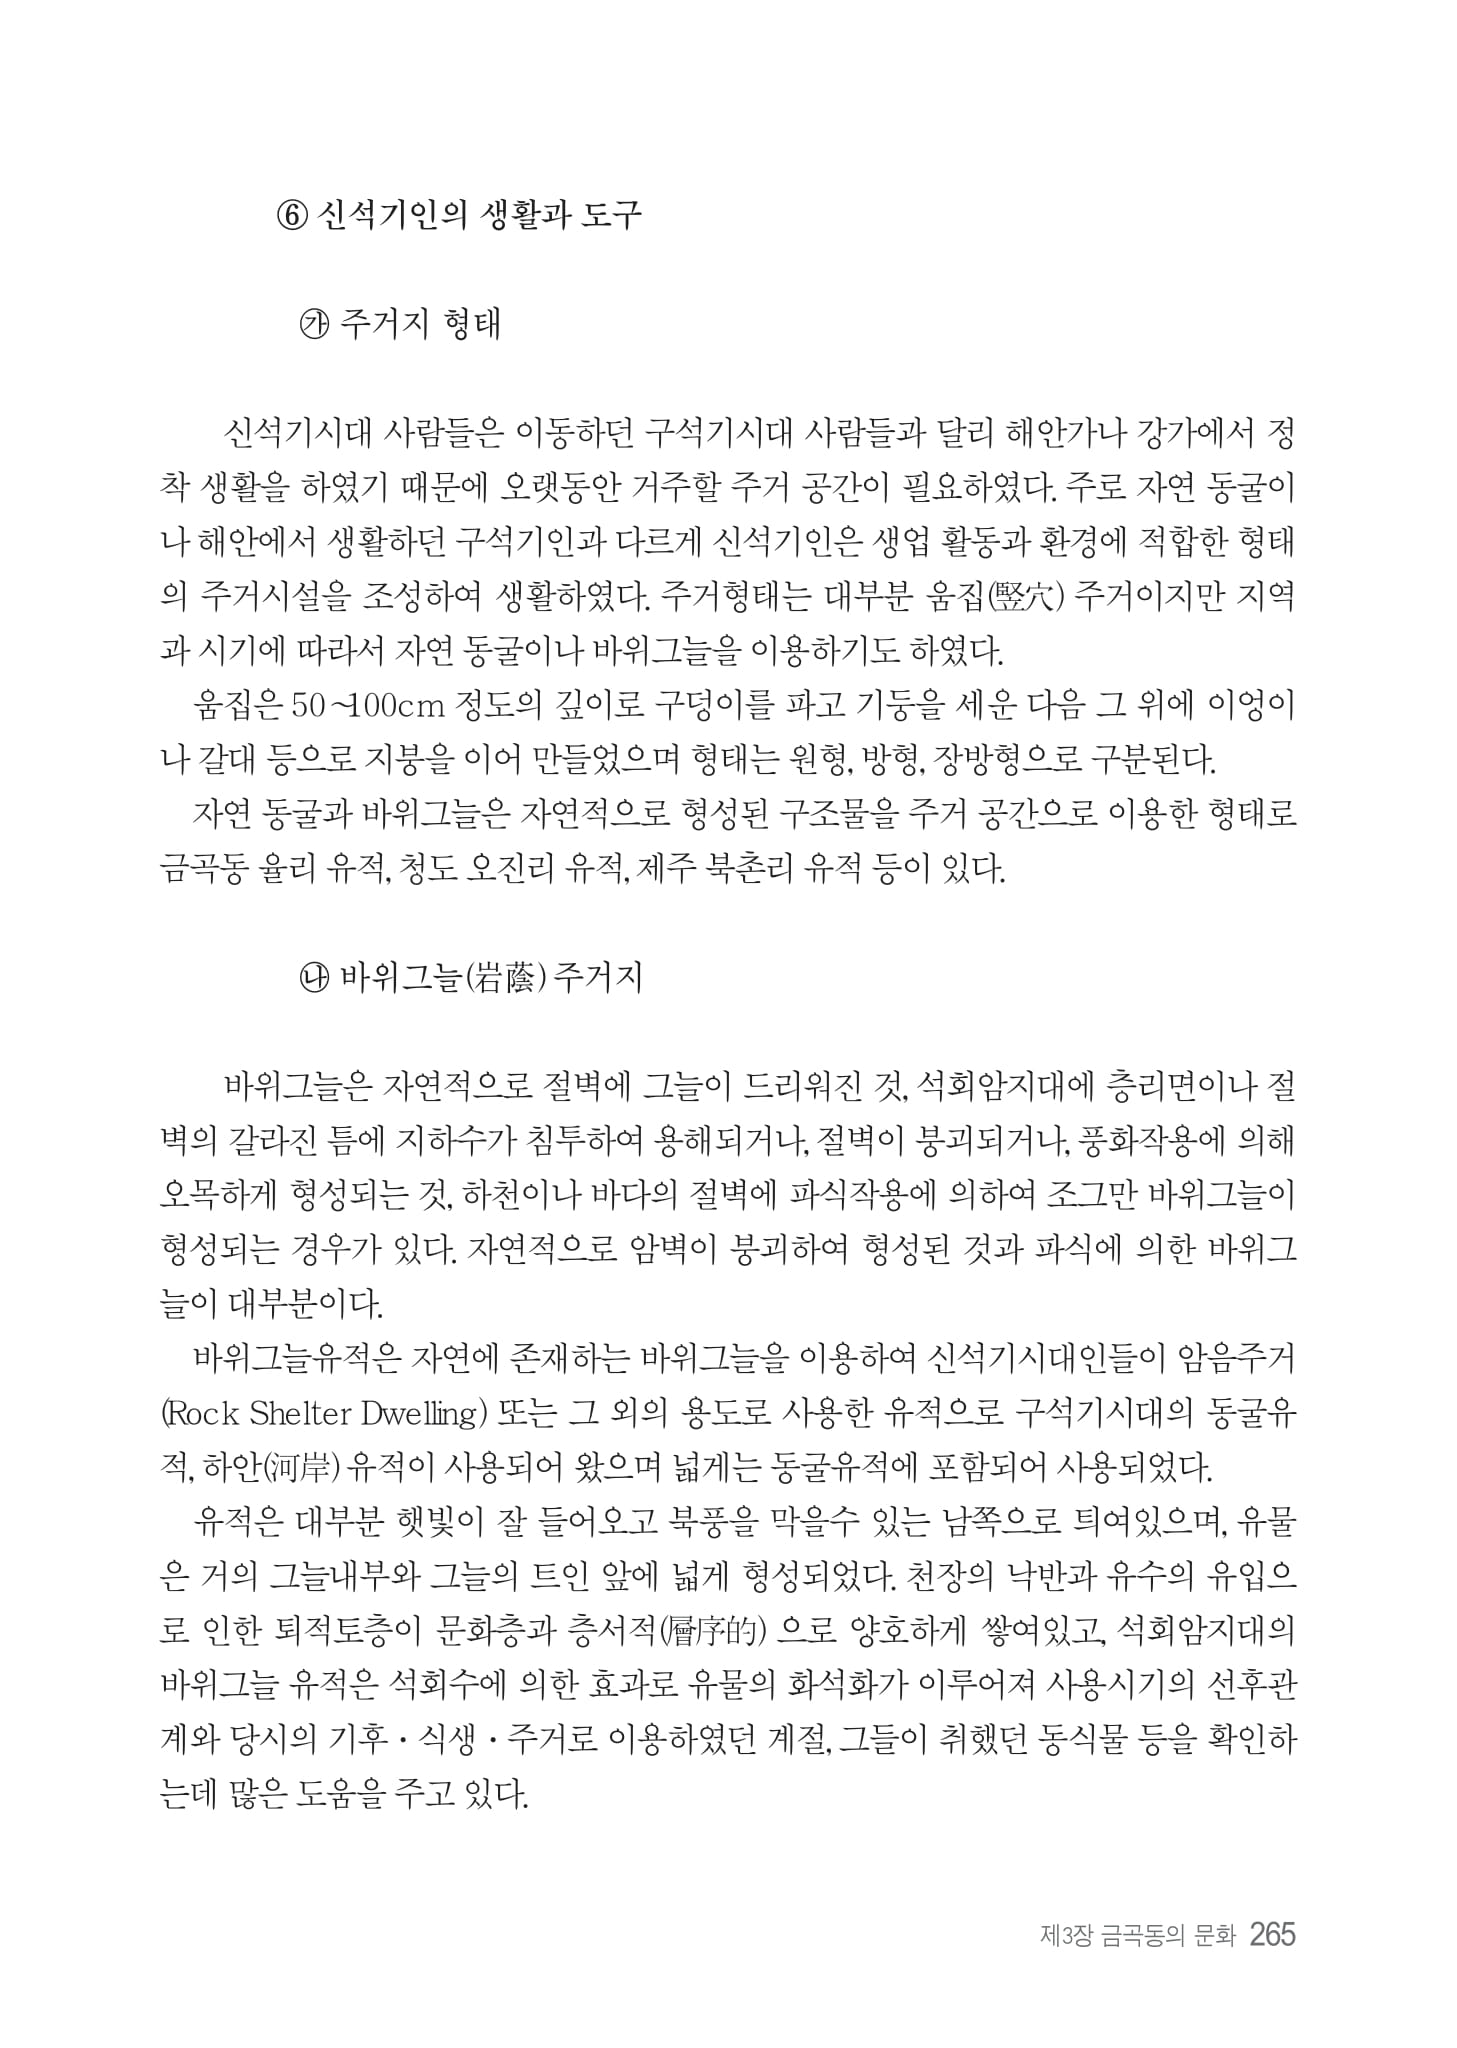 ⑥ 신석기인의 생활과 도구
㉮ 주거지 형태
신석기시대 사람들은 이동하던 구석기시대 사람들과 달리 해안가나 강가에서 정
착 생활을 하였기 때문에 오랫동안 거주할 주거 공간이 필요하였다. 주로 자연 동굴이
나 해안에서 생활하던 구석기인과 다르게 신석기인은 생업 활동과 환경에 적합한 형태
의 주거시설을 조성하여 생활하였다. 주거형태는 대부분 움집(竪穴) 주거이지만 지역
과 시기에 따라서 자연 동굴이나 바위그늘을 이용하기도 하였다.
움집은 50~100cm 정도의 깊이로 구덩이를 파고 기둥을 세운 다음 그 위에 이엉이
나 갈대 등으로 지붕을 이어 만들었으며 형태는 원형, 방형, 장방형으로 구분된다.
자연 동굴과 바위그늘은 자연적으로 형성된 구조물을 주거 공간으로 이용한 형태로
금곡동 율리 유적, 청도 오진리 유적, 제주 북촌리 유적 등이 있다.
㉯ 바위그늘(岩蔭) 주거지
바위그늘은 자연적으로 절벽에 그늘이 드리워진 것, 석회암지대에 층리면이나 절
벽의 갈라진 틈에 지하수가 침투하여 용해되거나, 절벽이 붕괴되거나, 풍화작용에 의해
오목하게 형성되는 것, 하천이나 바다의 절벽에 파식작용에 의하여 조그만 바위그늘이
형성되는 경우가 있다. 자연적으로 암벽이 붕괴하여 형성된 것과 파식에 의한 바위그
늘이 대부분이다.
바위그늘유적은 자연에 존재하는 바위그늘을 이용하여 신석기시대인들이 암음주거
(Rock Shelter Dwelling) 또는 그 외의 용도로 사용한 유적으로 구석기시대의 동굴유
적, 하안(河岸) 유적이 사용되어 왔으며 넓게는 동굴유적에 포함되어 사용되었다.
유적은 대부분 햇빛이 잘 들어오고 북풍을 막을수 있는 남쪽으로 틔여있으며, 유물
은 거의 그늘내부와 그늘의 트인 앞에 넓게 형성되었다. 천장의 낙반과 유수의 유입으
로 인한 퇴적토층이 문화층과 층서적(層序的) 으로 양호하게 쌓여있고, 석회암지대의
바위그늘 유적은 석회수에 의한 효과로 유물의 화석화가 이루어져 사용시기의 선후관
계와 당시의 기후 · 식생 · 주거로 이용하였던 계절, 그들이 취했던 동식물 등을 확인하
는데 많은 도움을 주고 있다.
제3장 금곡동의 문화 265